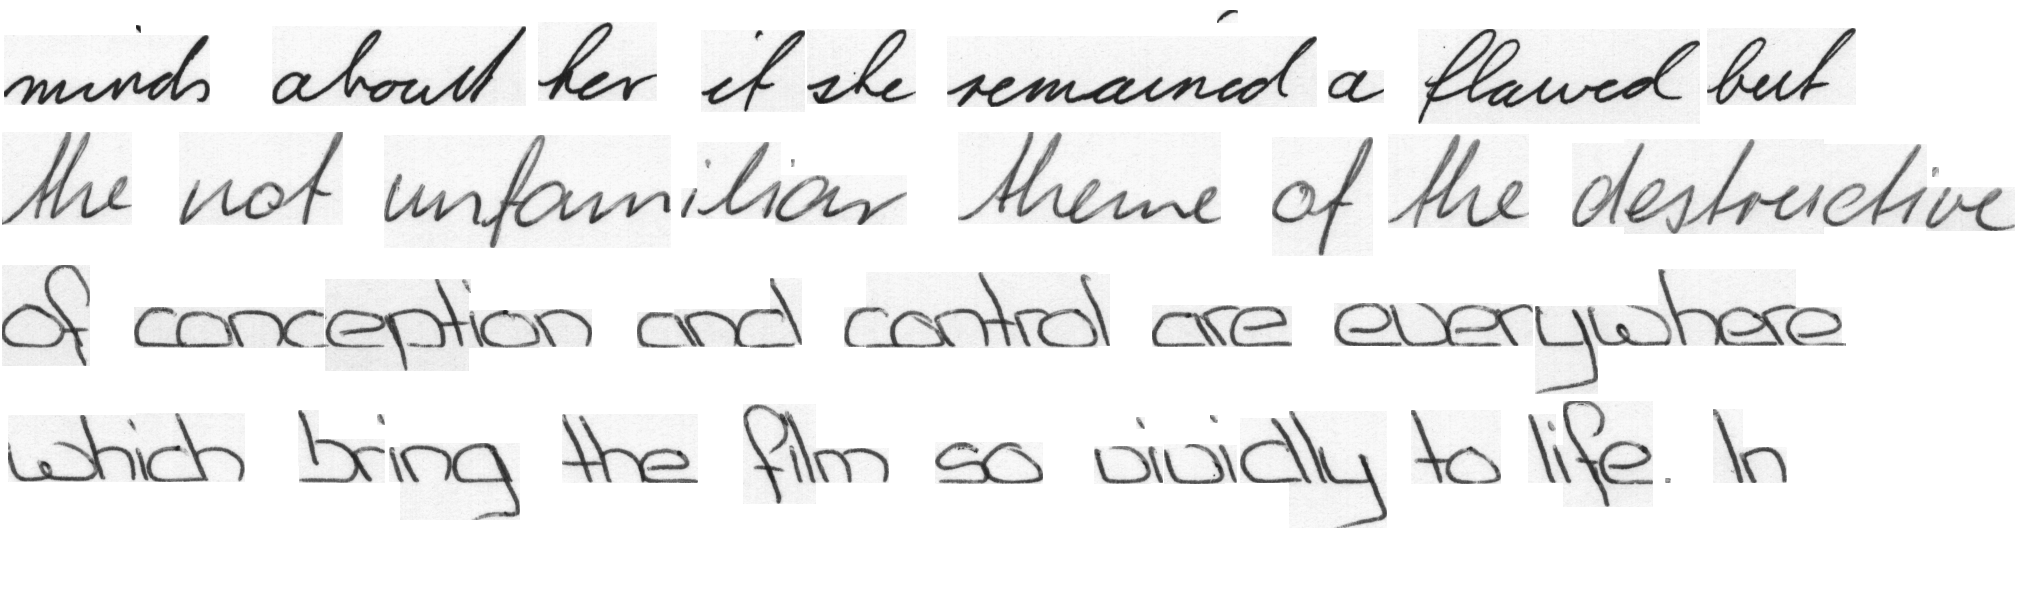 minds about her if she remained a flawed but
the not unfamiliar theme of the destructive
of conception and control are everywhere
which bring the film so vividly to life. In